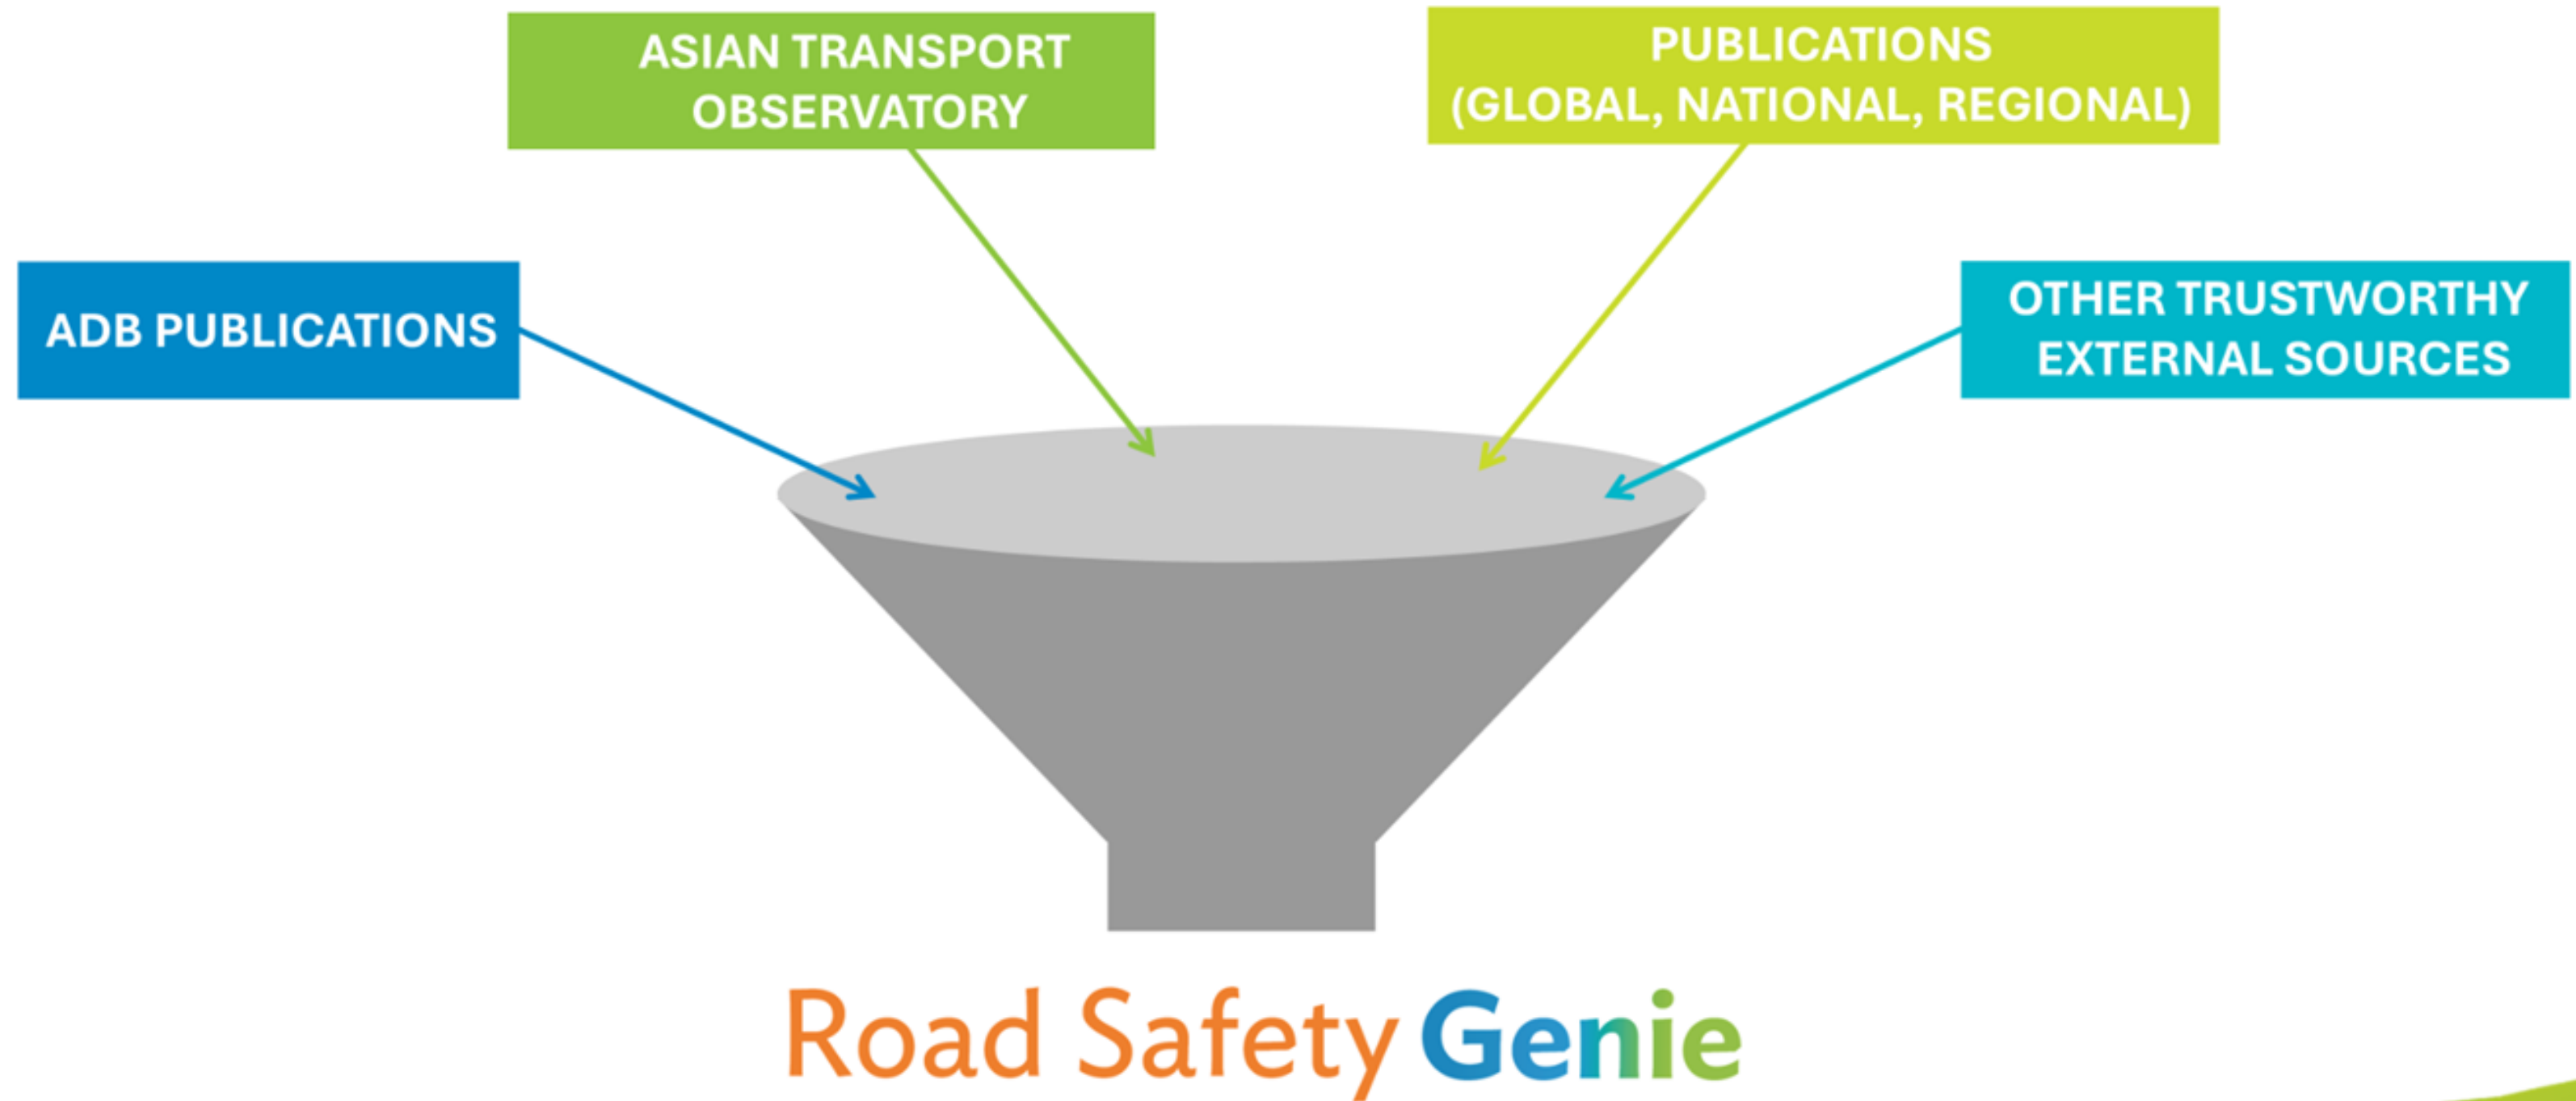 ASIAN TRANSPORT
OBSERVATORY
PUBLICATIONS
(GLOBAL, NATIONAL, REGIONAL)
ADB PUBLICATIONS
OTHER TRUSTWORTHY
EXTERNAL SOURCES
Road Safety Genie